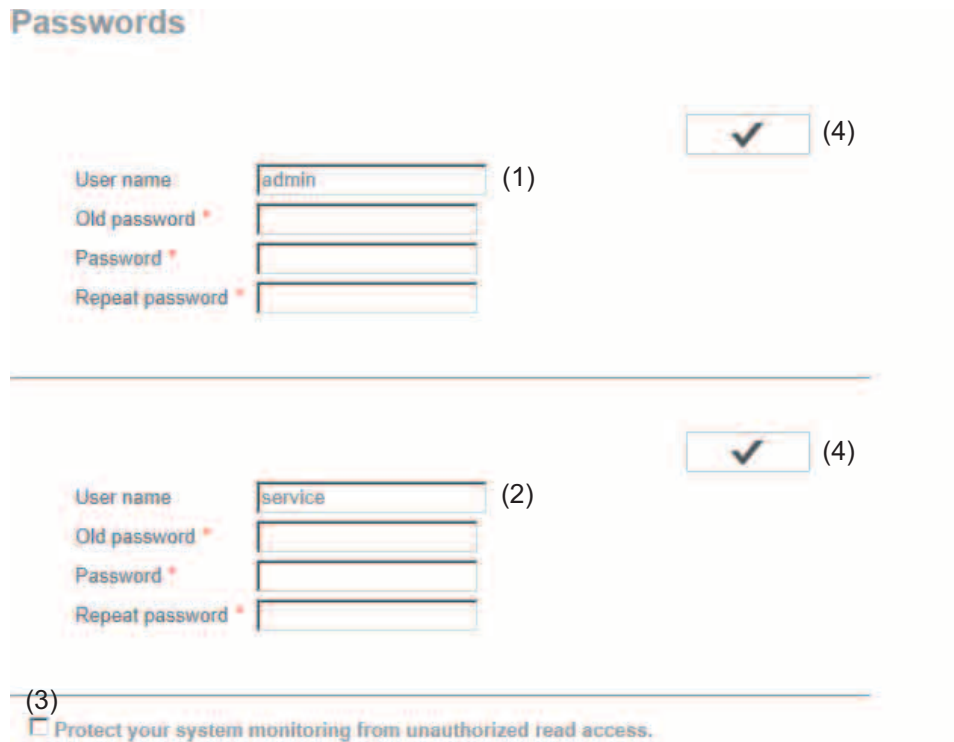 Passwords
(4)
User name admin (1)
Old password *
Password *
Repeat password *
(4)
User name service (2)
Old password *
Password *
Repeat password *
(3)
Protect your system monitoring from unauthorized read access.